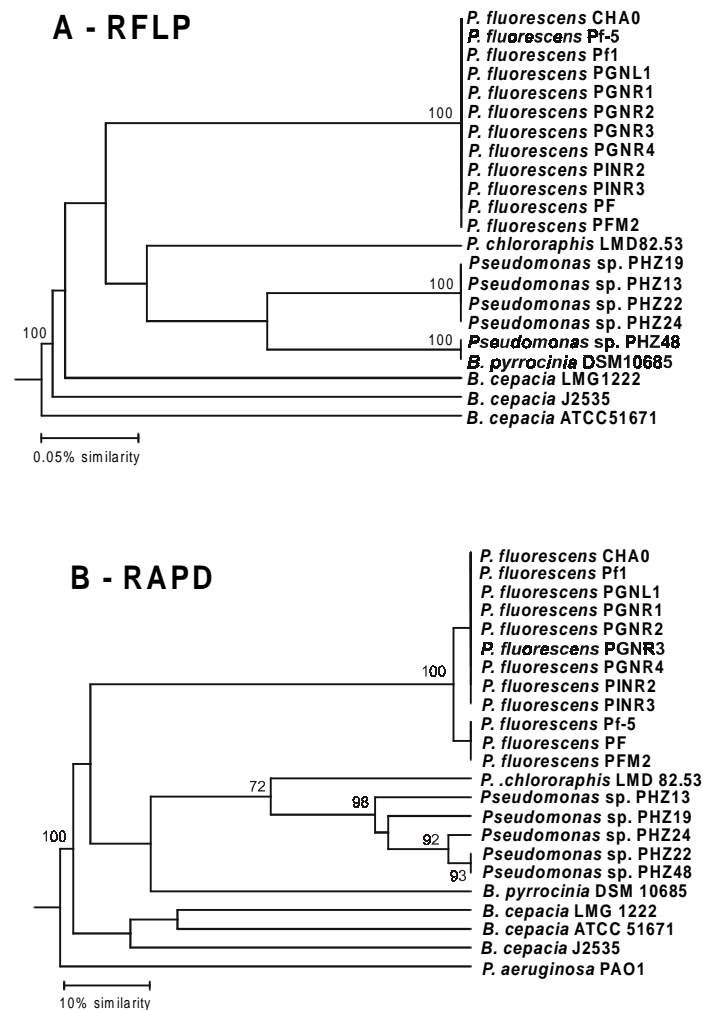 A - RFLP
P. fluorescens CHA0
P. fluorescens Pf-5
P. fluorescens Pf1
P. fluorescens PGNL1
P. fluorescens PGNR1
100
P. fluorescens PGNR2
P. fluorescens PGNR3
P. fluorescens PGNR4
P. fluorescens PINR2
P. fluorescens PINR3
P. fluorescens PF
P. fluorescens PFM2
P. chlororaphis LMD82.53
Pseudomonas sp. PHZ19
100
Pseudomonas sp. PHZ13
Pseudomonas sp. PHZ22
Pseudomonas sp. PHZ24
100
100
Pseudomonas sp. PHZ48
B. pyrrocinia DSM10685
B. cepacia LMG1222
B. cepacia J2535
B. cepacia ATCC51671
0.05% similarity
B - RAPD
P. fluorescens CHA0
P. fluorescens Pf1
P. fluorescens PGNL1
P. fluorescens PGNR1
P. fluorescens PGNR2
P. fluorescens PGNR3
100
P. fluorescens PGNR4
P. fluorescens PINR2
P. fluorescens PINR3
P. fluorescens Pf-5
P. fluorescens PF
P. fluorescens PFM2
72
P. .chlororaphis LMD 82.53
98
Pseudomonas sp. PHZ13
Pseudomonas sp. PHZ19
100
92
Pseudomonas sp. PHZ24
Pseudomonas sp. PHZ22
93
Pseudomonas sp. PHZ48
B. pyrrocinia DSM 10685
B. cepacia LMG 1222
B. cepacia ATCC 51671
B. cepacia J2535
P. aeruginosa PAO1
10% similarity